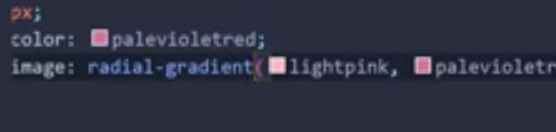 px;
color: palevioletred;
image: radial-gradient(lightpink, palevioletr